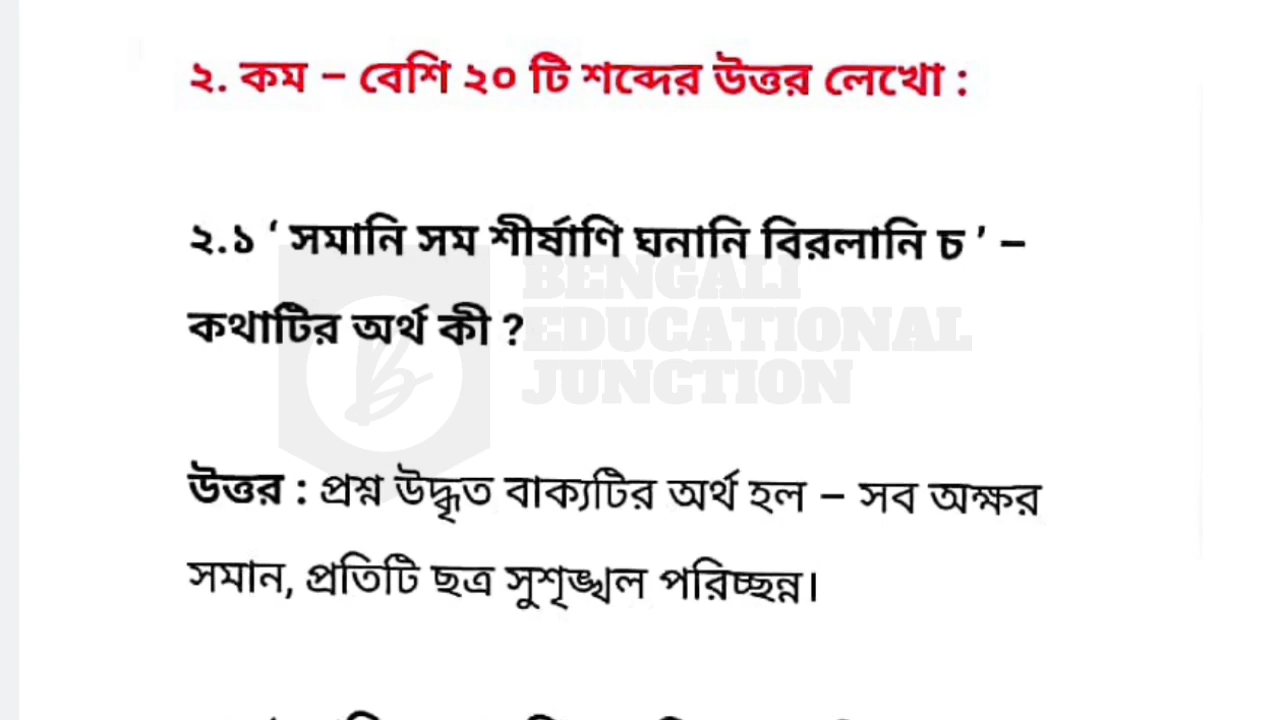 ২. কম – বেশি ২০ টি শব্দের উত্তর লেখো :
২.১ ‘ সমানি সম শীর্ষাণি ঘনানি বিরলানি চ ’ –
কথাটির অর্থ কী ?
BENGALI
EDUCATIONAL
JUNCTION
উত্তর : প্রশ্ন উদ্ধৃত বাক্যটির অর্থ হল – সব অক্ষর
সমান, প্রতিটি ছত্র সুশৃঙ্খল পরিচ্ছন্ন।